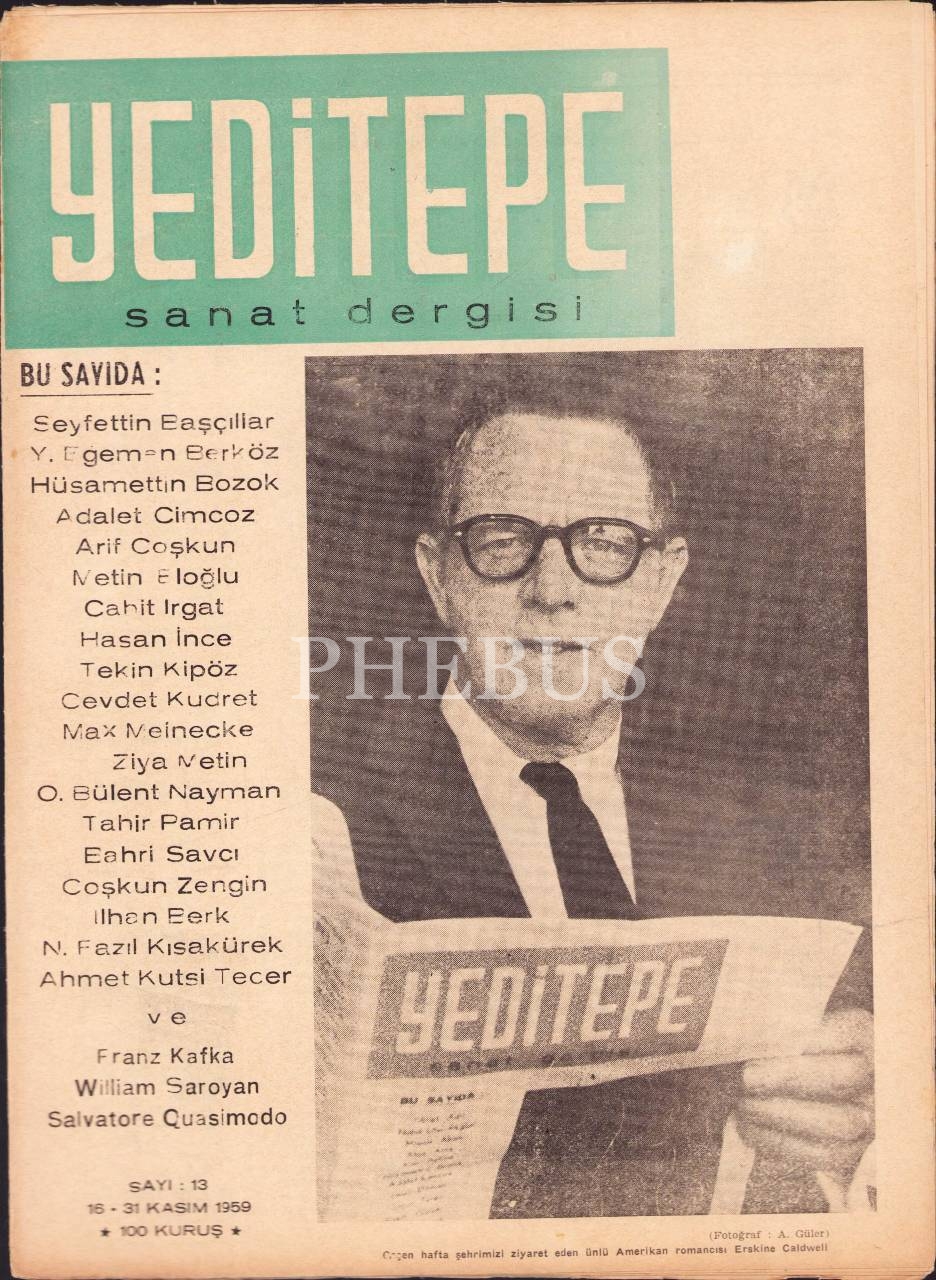 YEDİTEPE
sanat dergisi
BU SAYIDA :
Seyfettin Başçıllar
Y. Egemen Berköz
Hüsamettin Bozok
Adalet Cimcoz
Arif Coşkun
Metin Eloğlu
Cahit Irgat
Hasan İnce
Tekin Kipöz
Cevdet Kudret
Max Meinecke
Ziya Metin
O. Bülent Nayman
Tahir Pamir
Bahri Savcı
Coşkun Zengin
İlhan Berk
N. Fazıl Kısakürek
Ahmet Kutsi Tecer
ve
Franz Kafka
William Saroyan
Salvatore Quasimodo
SAYI : 13
16 - 31 KASIM 1959
★ 100 KURUŞ ★
PHEBUS
YEDİTEPE
sanat dergisi
BU SAYIDA
(Fotoğraf : A. Güler)
Geçen hafta şehrimizi ziyaret eden ünlü Amerikan romancısı Erskine Caldwell